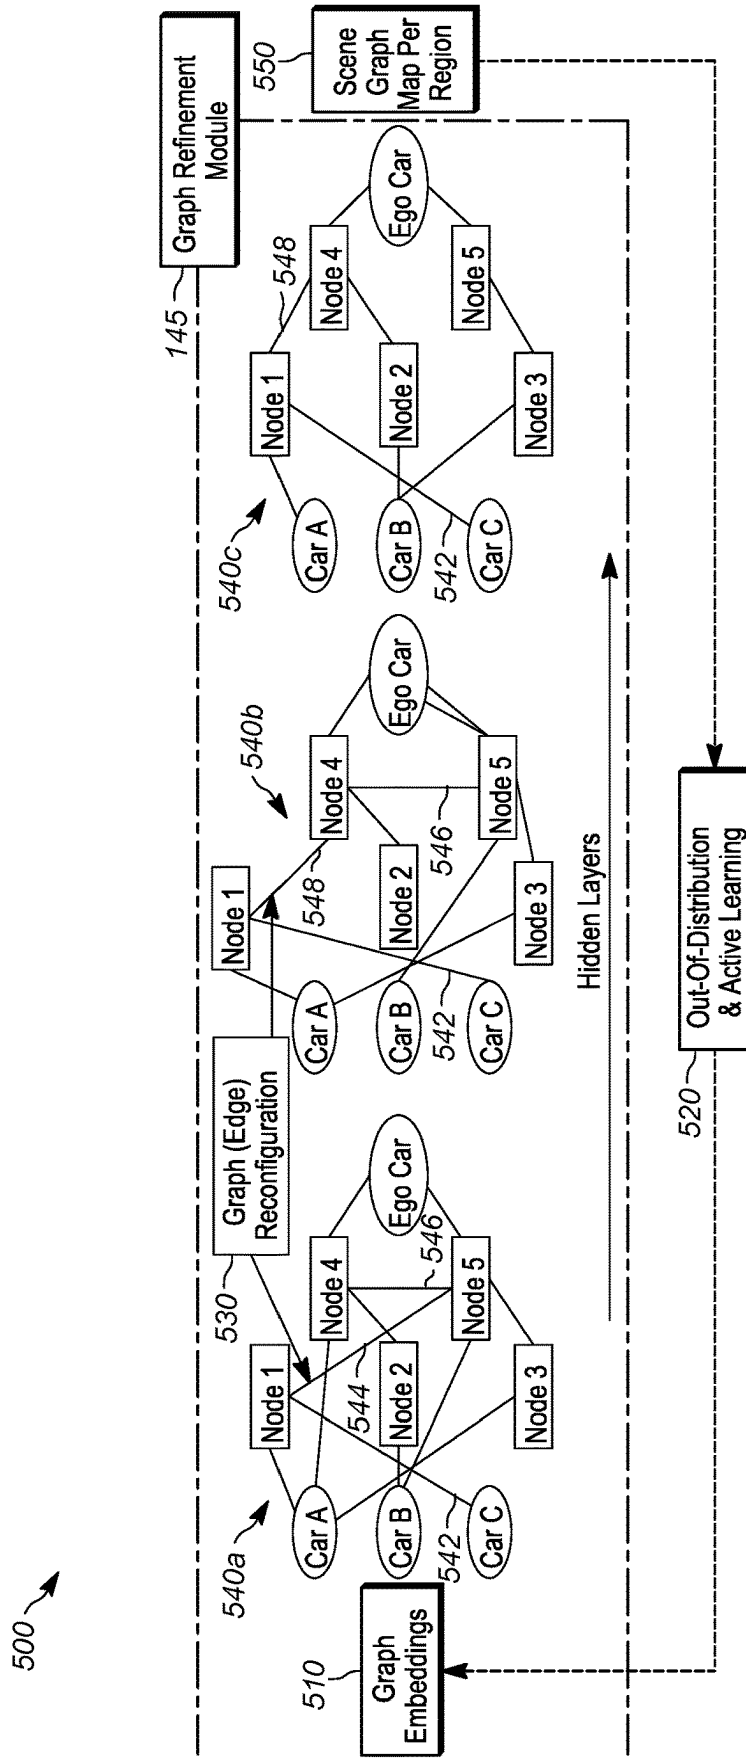 500
Graph Refinement
Module
145
Graph
Embeddings
510
540a
Car A
Car B
Car C
542
Node 1
Node 2
Node 3
544
Node 4
Node 5
546
Ego Car
530
Graph (Edge)
Reconfiguration
540b
Car A
Car B
Car C
542
Node 1
Node 2
Node 3
548
Node 4
Node 5
546
Ego Car
540c
Car A
Car B
Car C
542
Node 1
Node 2
Node 3
548
Node 4
Node 5
Ego Car
Hidden Layers
550
Scene
Graph
Map Per
Region
520
Out-Of-Distribution
& Active Learning